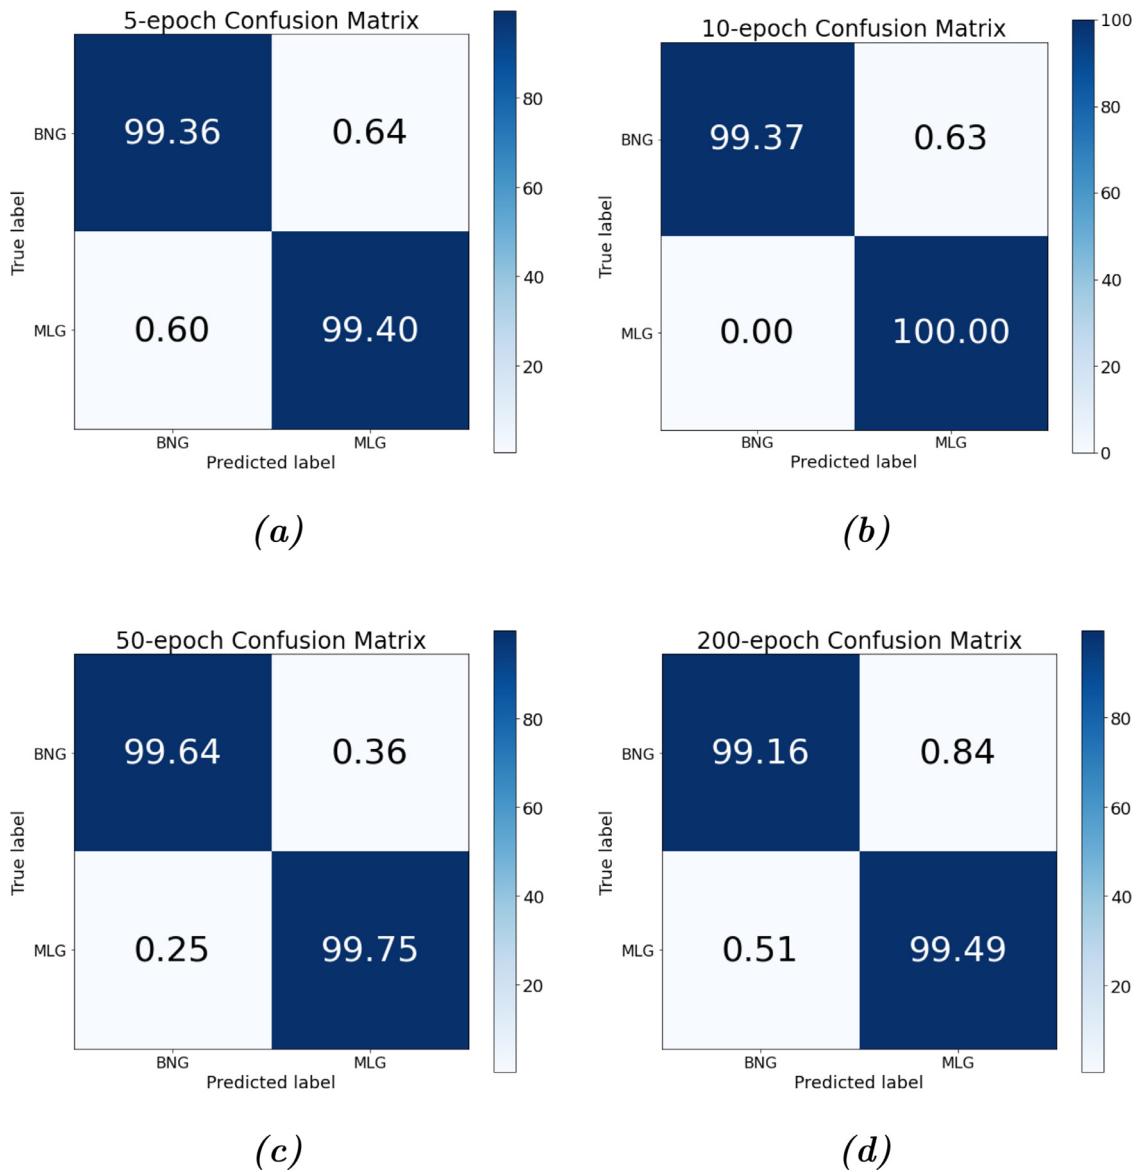 5-epoch Confusion Matrix
99.36 0.64
0.60 99.40
BNG
MLG
True label
BNG MLG
Predicted label
80
60
40
20
(a)
10-epoch Confusion Matrix
99.37 0.63
0.00 100.00
BNG
MLG
True label
BNG MLG
Predicted label
100
80
60
40
20
0
(b)
50-epoch Confusion Matrix
99.64 0.36
0.25 99.75
BNG
MLG
True label
BNG MLG
Predicted label
80
60
40
20
(c)
200-epoch Confusion Matrix
99.16 0.84
0.51 99.49
BNG
MLG
True label
BNG MLG
Predicted label
80
60
40
20
(d)